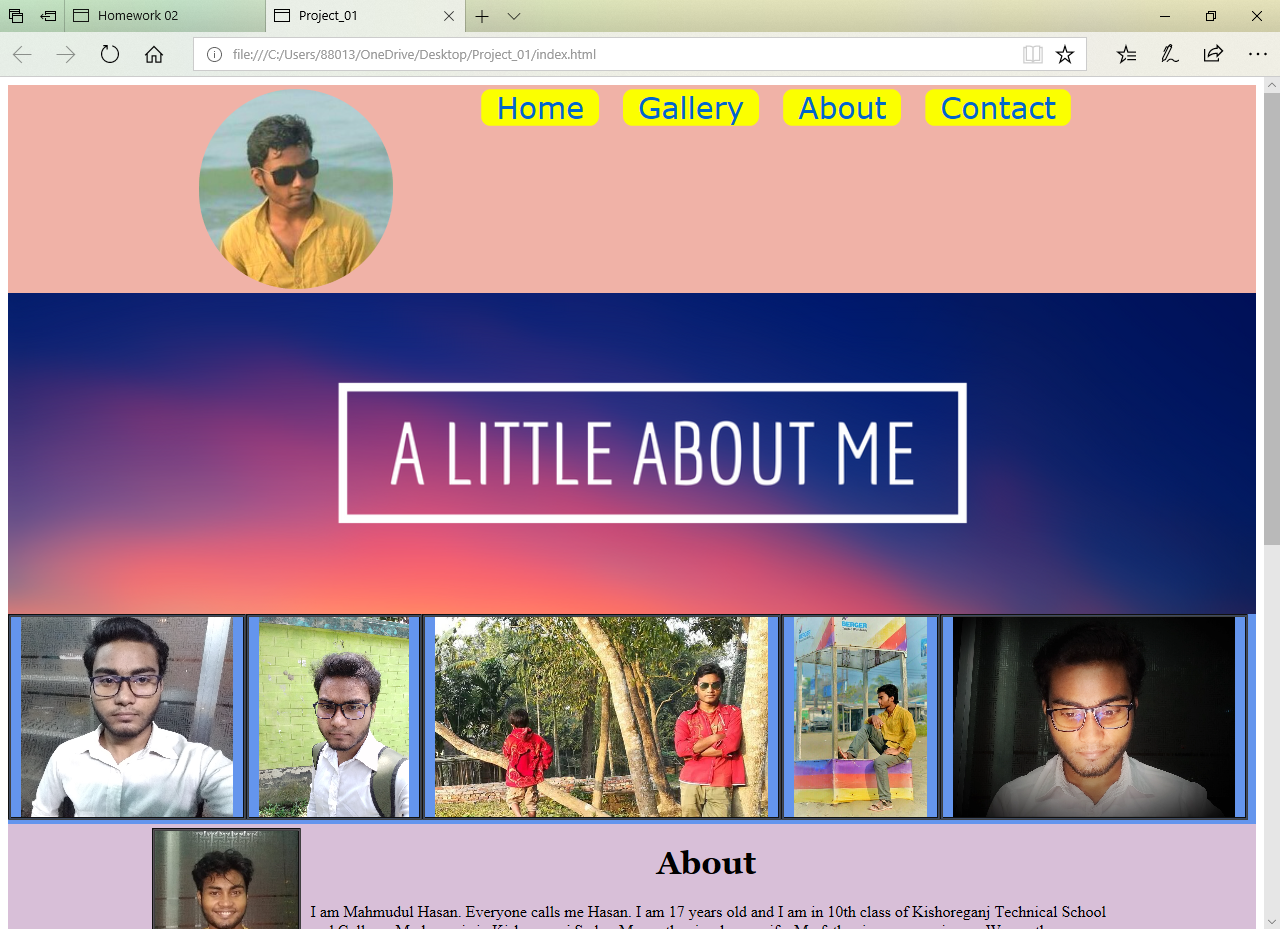 Homework 02
Project_01
file:///C:/Users/88013/OneDrive/Desktop/Project_01/index.html
Home Gallery About Contact
A LITTLE ABOUT ME
BERGER
About
I am Mahmudul Hasan. Everyone calls me Hasan. I am 17 years old and I am in 10th class of Kishoreganj Technical School